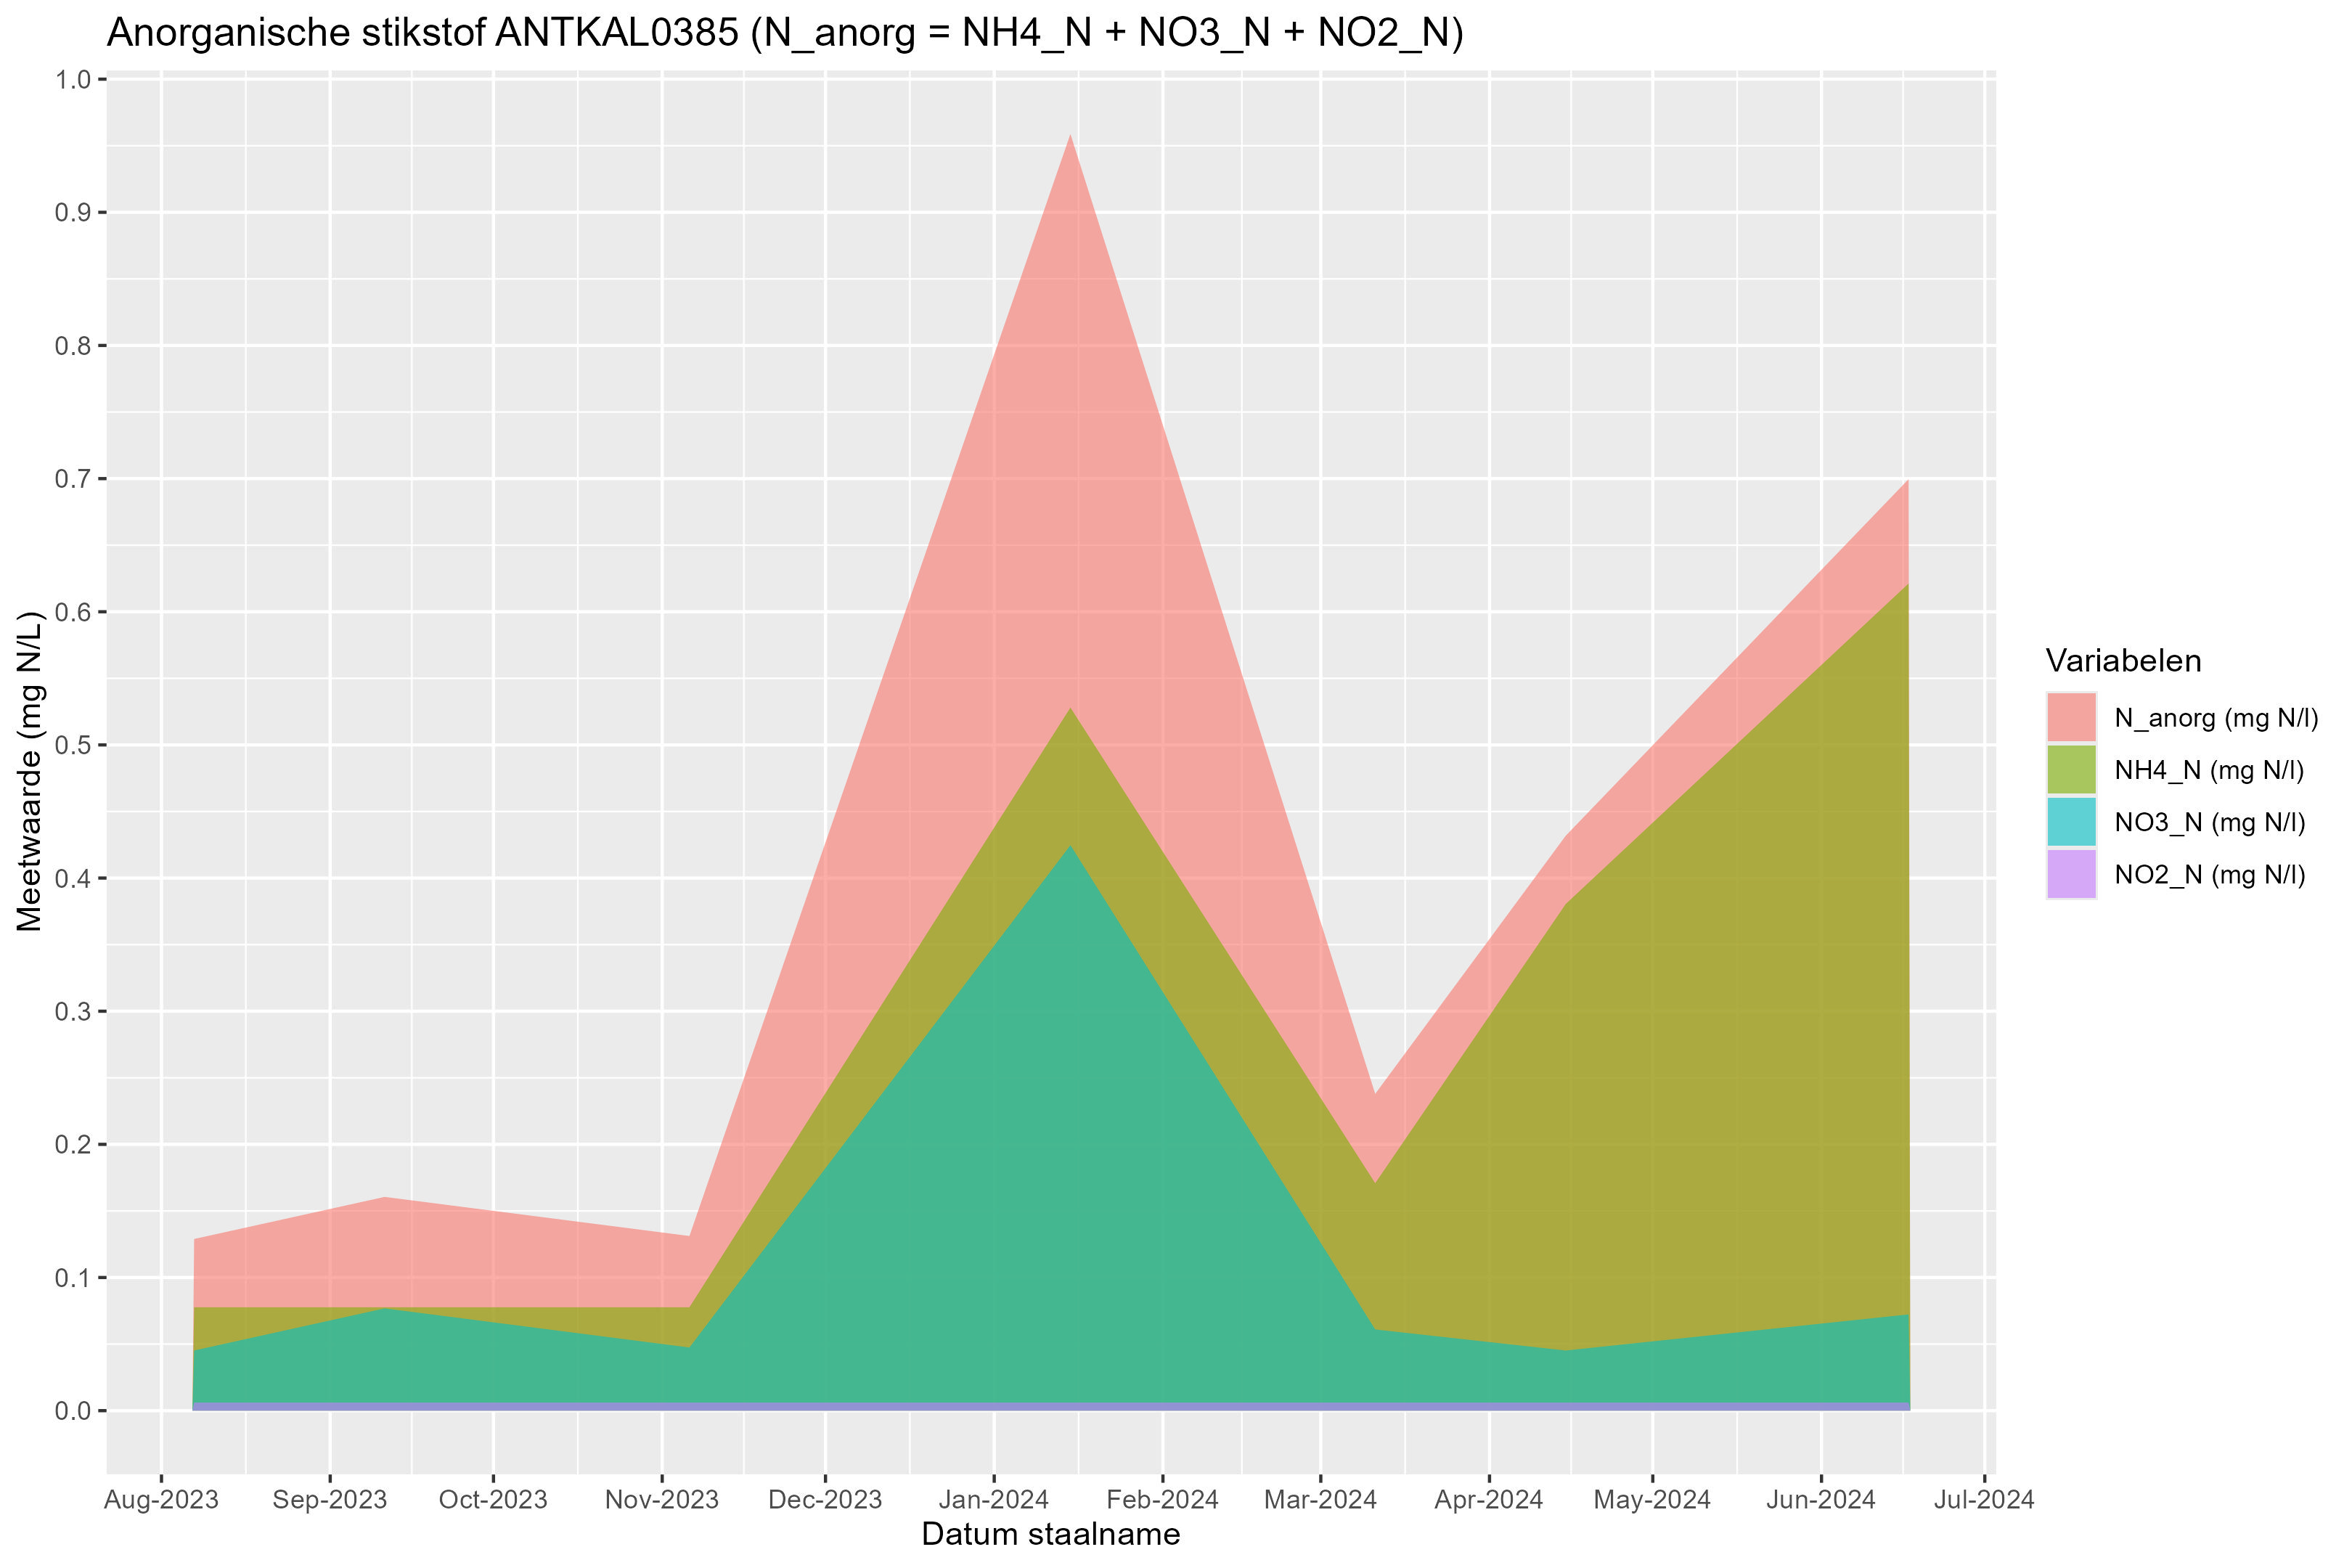 Anorganische stikstof ANTKAL0385 (N_anorg = NH4_N + NO3_N + NO2_N)
Meetwaarde (mg N/L)
1.0
0.9
0.8
0.7
0.6
0.5
0.4
0.3
0.2
0.1
0.0
Aug-2023 Sep-2023 Oct-2023 Nov-2023 Dec-2023 Jan-2024 Feb-2024 Mar-2024 Apr-2024 May-2024 Jun-2024 Jul-2024
Datum staalname
Variabelen
N_anorg (mg N/l)
NH4_N (mg N/l)
NO3_N (mg N/l)
NO2_N (mg N/l)